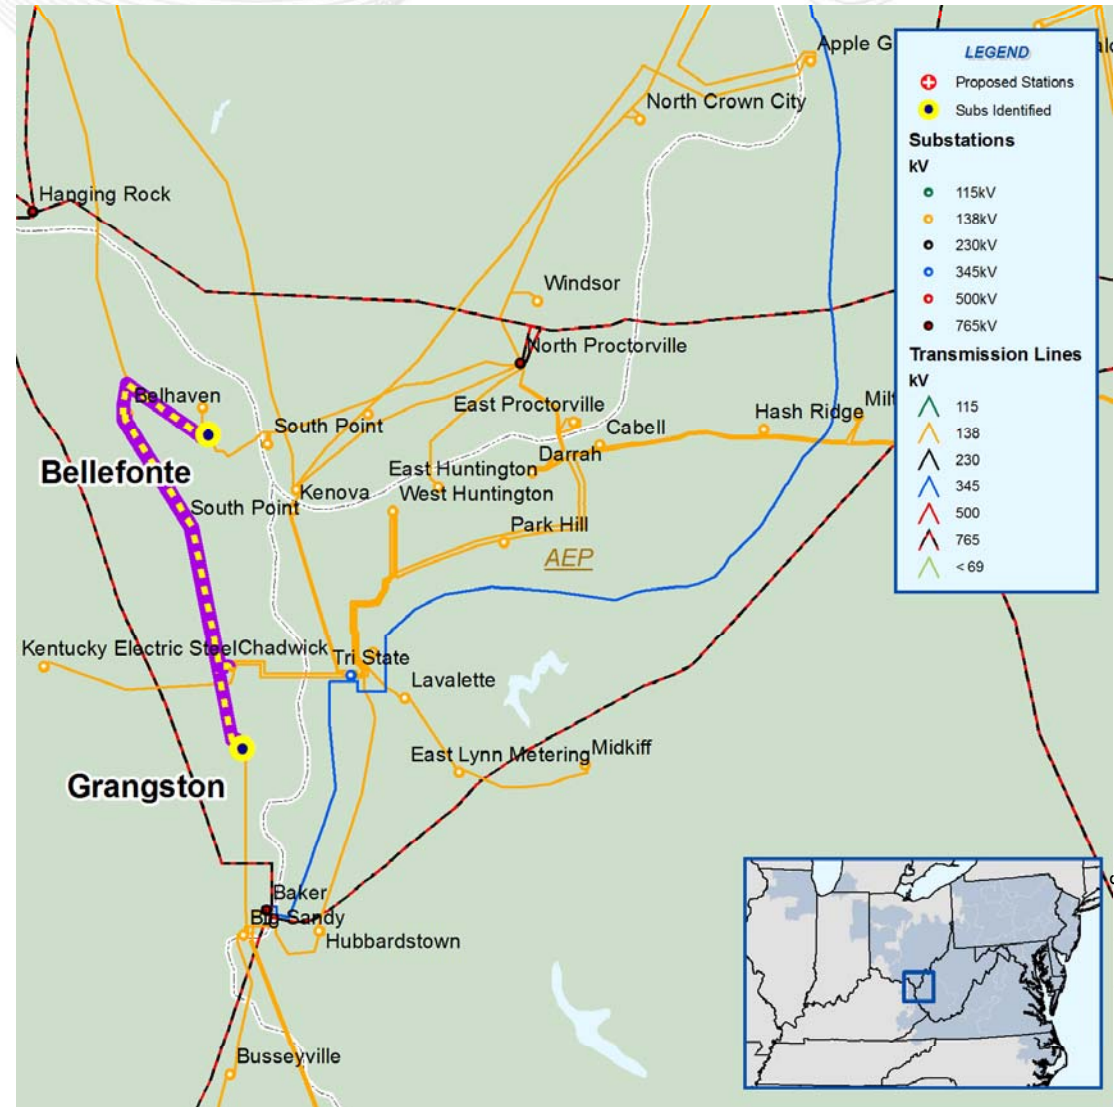 Apple G
LEGEND
Proposed Stations
Subs Identified
Substations
kV
115kV
138kV
230kV
345kV
500kV
765kV
Transmission Lines
kV
115
138
230
345
500
765
< 69
North Crown City
Hanging Rock
Windsor
North Proctorville
Belhaven
East Proctorville
Hash Ridge
Milt
South Point
Cabell
Darrah
Bellefonte
East Huntington
Kenova
West Huntington
South Point
Park Hill
AEP
Kentucky Electric Steel
Chadwick
Tri State
Lavalette
East Lynn Metering
Midkiff
Grangston
Baker
Big Sandy
Hubbardstown
Busseyville